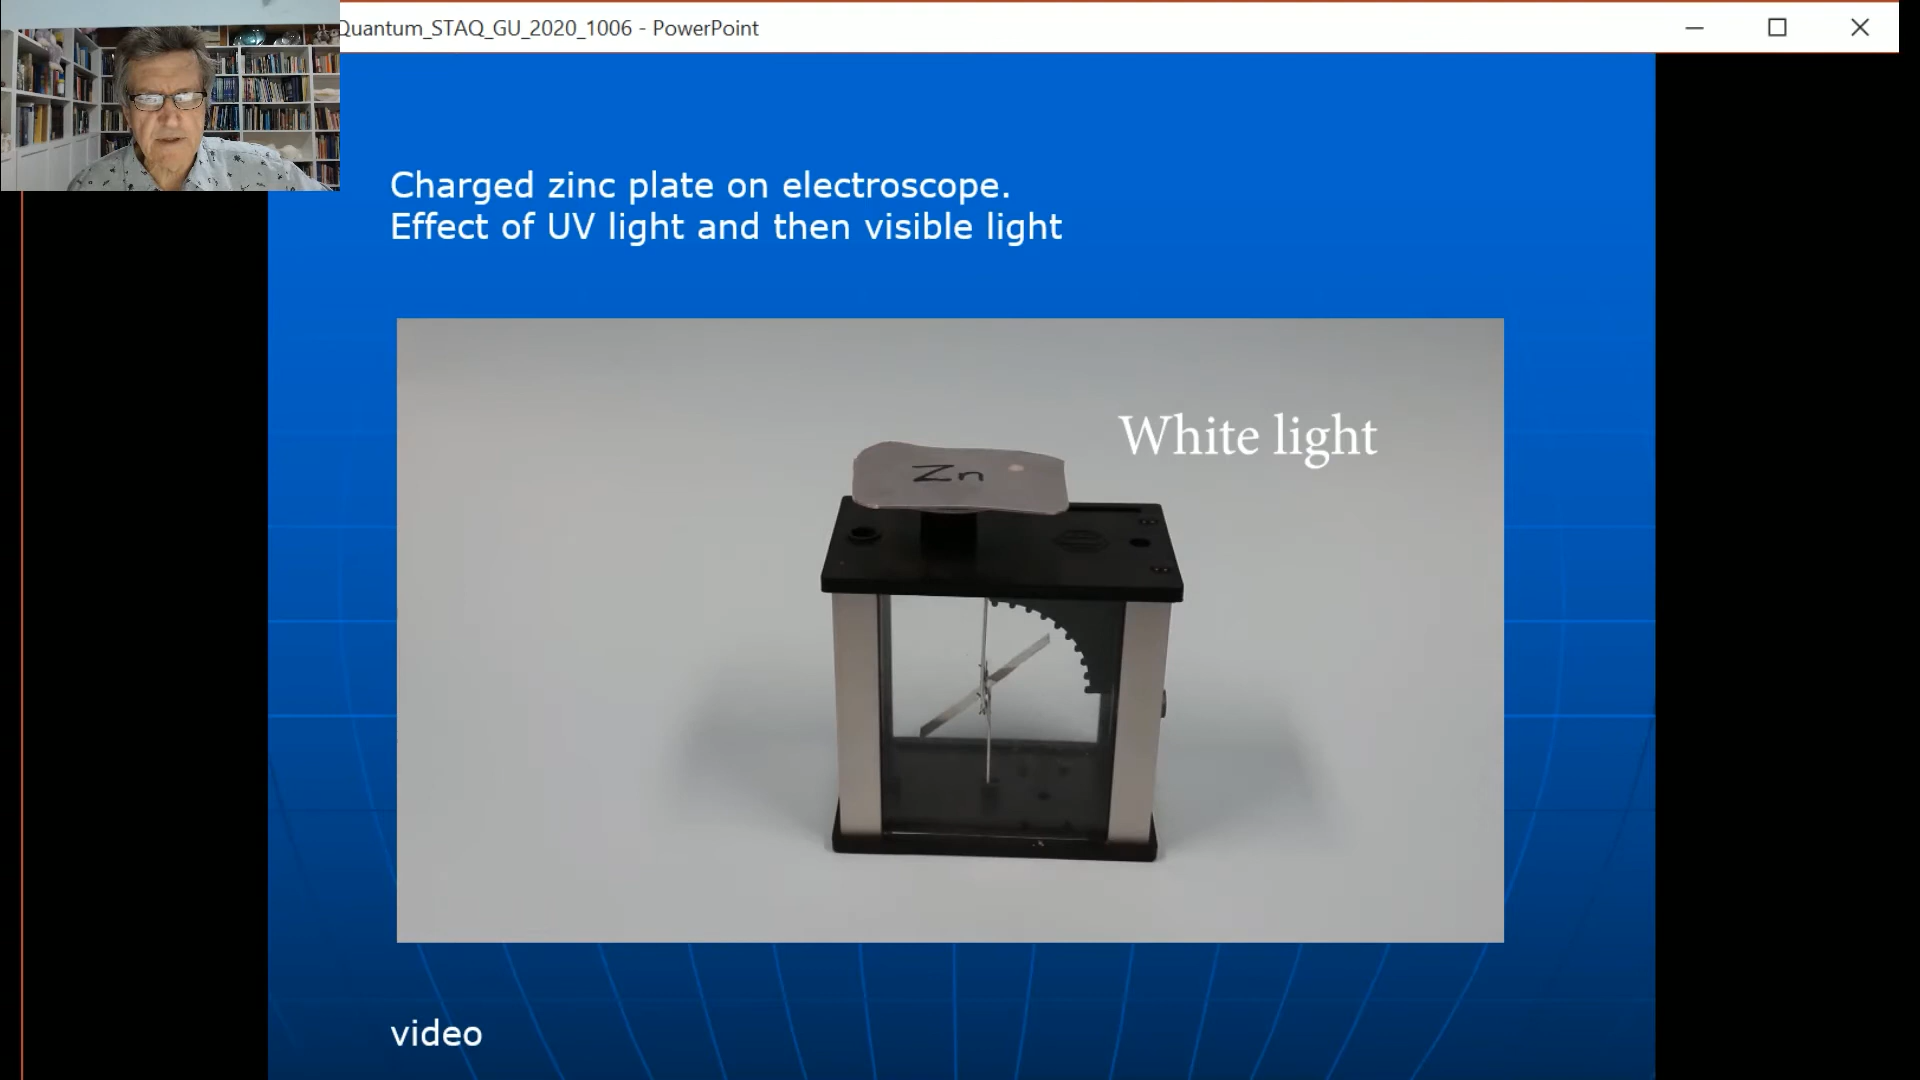 Quantum_STAQ_GU_2020_1006 - PowerPoint
Charged zinc plate on electroscope.
Effect of UV light and then visible light
White light
Zn
video